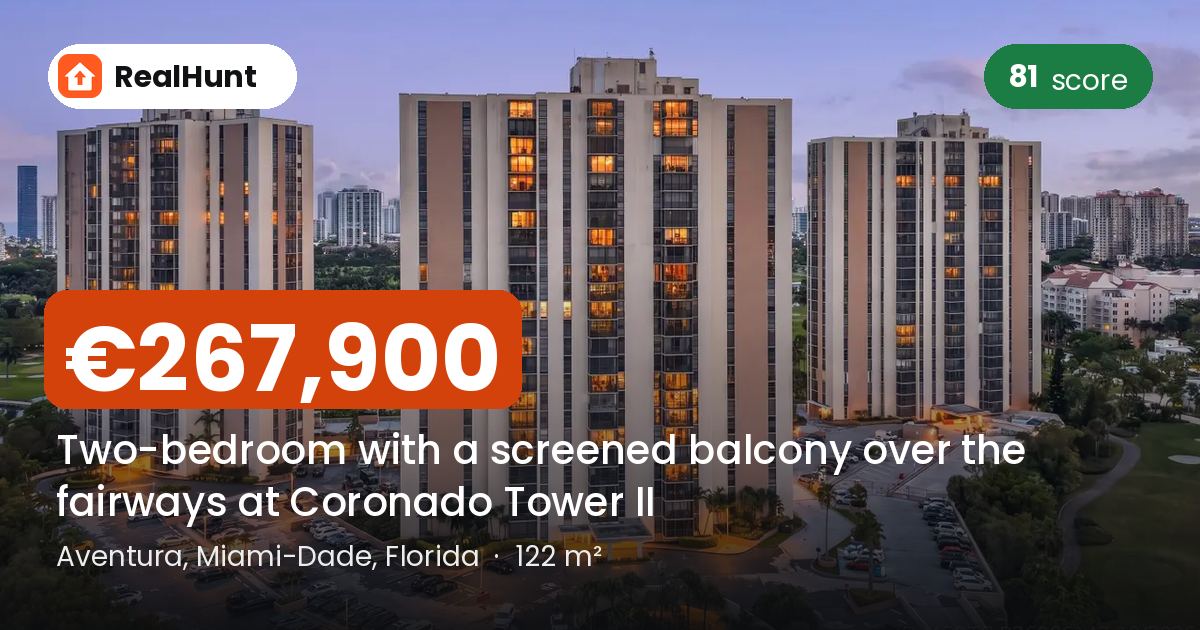 RealHunt
81 score
€267,900
Two-bedroom with a screened balcony over the
fairways at Coronado Tower II
Aventura, Miami-Dade, Florida · 122 m²